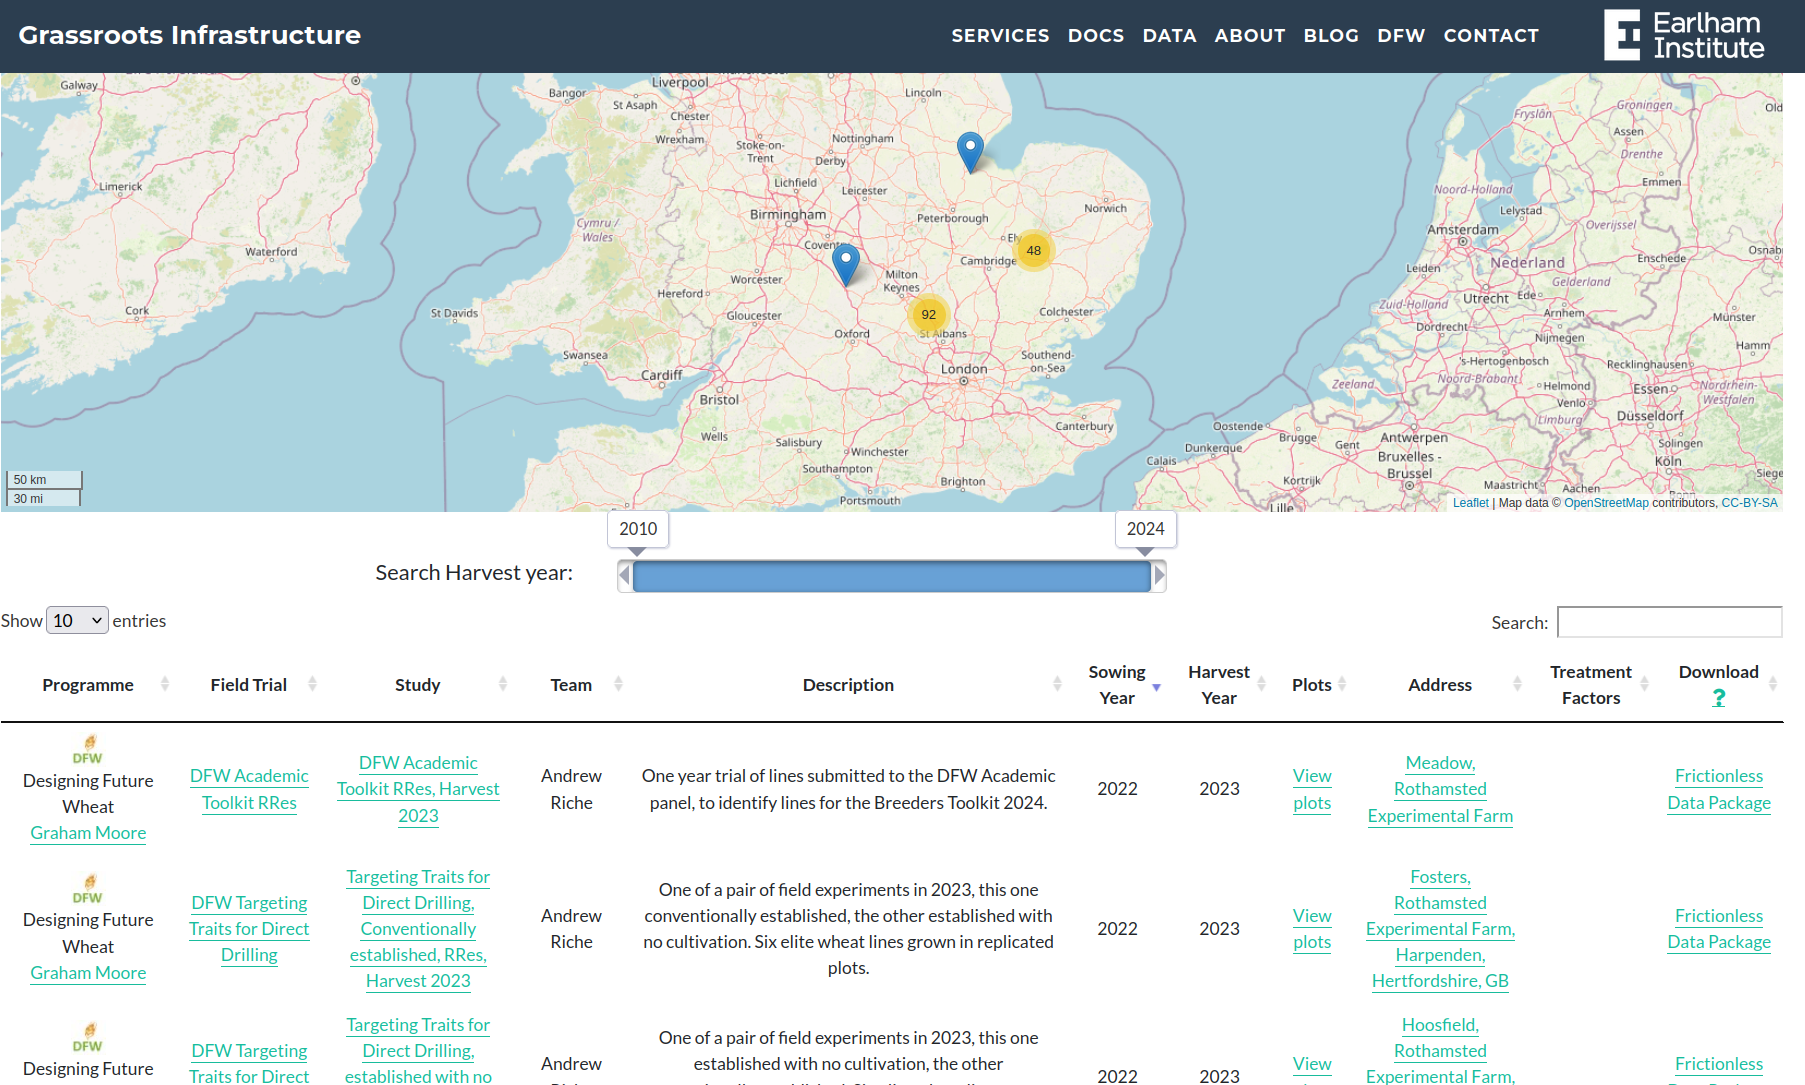 Grassroots Infrastructure
SERVICES DOCS DATA ABOUT BLOG DFW CONTACT
Earlham
Institute
Galway
Limerick
Waterford
Cork
Bangor
St Asaph
Liverpool
Chester
Wrexham
Stoke-on-
Trent
Nottingham
Derby
Lincoln
Lichfield
Leicester
Birmingham
Peterborough
Norwich
Cymru /
Wales
Coventry
Cambridge
48
Worcester
Milton
Keynes
Hereford
St Davids
Gloucester
92
Colchester
Oxford
St Albans
Swansea
Cardiff
London
Southend-
on-Sea
Bristol
Wells
Salisbury
Winchester
Canterbury
Southampton
Brighton
Portsmouth
Groningen
Fryslân
Assen
Drenthe
Emmen
Noord-Holland
Lelystad
Overijssel
Amsterdam
Leiden
Nederland
Enschede
Gelderland
Zuid-Holland
Utrecht
Ede
Arnhem
Dordrecht
Nijmegen
Münster
Hamm
's-Hertogenbosch
Recklinghausen
Zeeland
Noord-Brabant
Helmond
Essen
Nordrhein-
Westfalen
Venlo
Düsseldorf
Limburg
Oostende
Brugge
Gent
Antwerpen
Solingen
Dunkerque
Bruxelles -
Brussel
Köln
Calais
Kortrijk
Maastricht
Aachen
Lille
50 km
30 mi
Leaflet | Map data © OpenStreetMap contributors, CC-BY-SA
2010
2024
Search Harvest year:
Show 10 entries
Search:
Programme Field Trial Study Team Description Sowing Year Harvest Year Plots Address Treatment Factors Download ?
DFW
Designing Future
Wheat
Graham Moore
DFW Academic
Toolkit RRes
DFW Academic
Toolkit RRes, Harvest
2023
Andrew
Riche
One year trial of lines submitted to the DFW Academic
panel, to identify lines for the Breeders Toolkit 2024.
2022
2023
View
plots
Meadow,
Rothamsted
Experimental Farm
Frictionless
Data Package
DFW
Designing Future
Wheat
Graham Moore
DFW Targeting
Traits for Direct
Drilling
Targeting Traits for
Direct Drilling,
Conventionally
established, RRes,
Harvest 2023
Andrew
Riche
One of a pair of field experiments in 2023, this one
conventionally established, the other established with
no cultivation. Six elite wheat lines grown in replicated
plots.
2022
2023
View
plots
Fosters,
Rothamsted
Experimental Farm,
Harpenden,
Hertfordshire, GB
Frictionless
Data Package
DFW
Designing Future
DFW Targeting
Traits for Direct
Targeting Traits for
Direct Drilling,
established with no
Andrew
One of a pair of field experiments in 2023, this one
established with no cultivation, the other
2022
2023
View
Hoosfield,
Rothamsted
Experimental Farm,
Frictionless